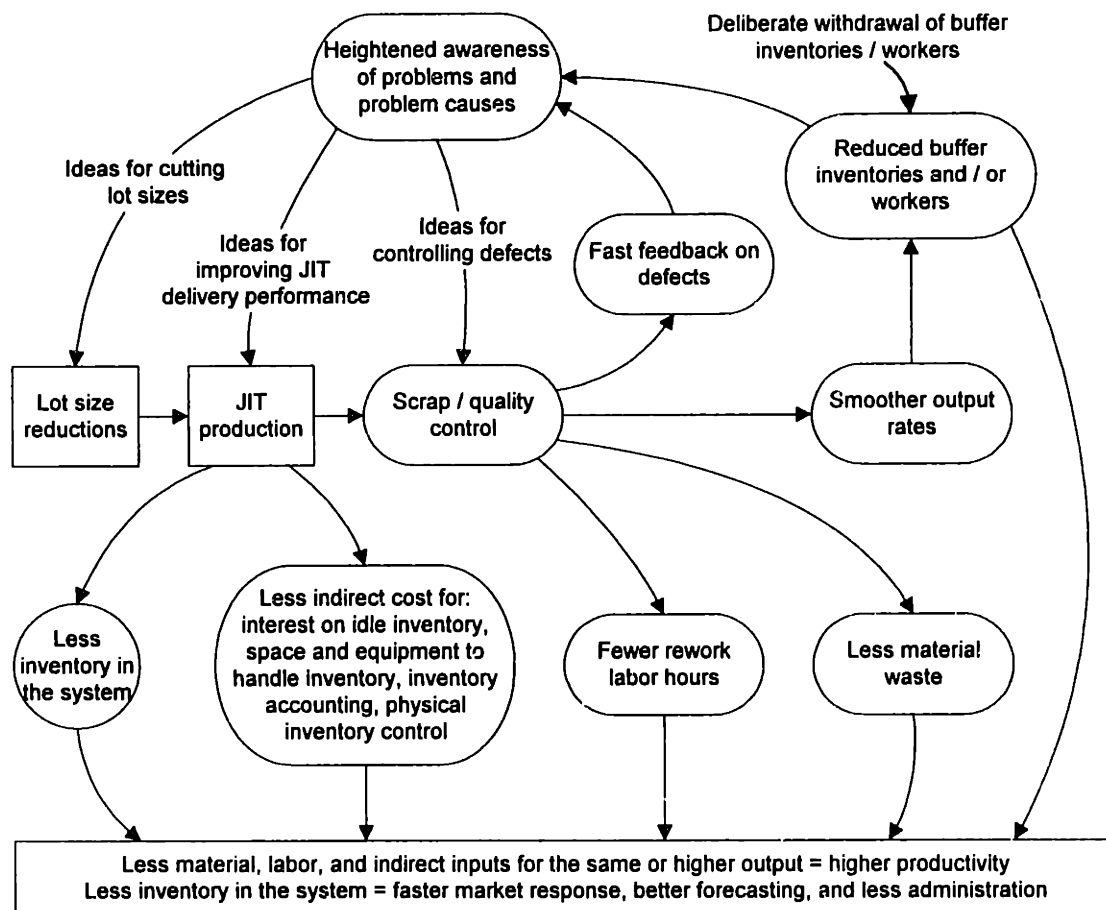 Deliberate withdrawal of buffer
inventories / workers
Heightened awareness
of problems and
problem causes
Reduced buffer
inventories and / or
workers
Ideas for cutting
lot sizes
Ideas for
improving JIT
delivery performance
Ideas for
controlling defects
Fast feedback on
defects
Lot size
reductions
JIT
production
Scrap / quality
control
Smoother output
rates
Less
inventory in
the system
Less indirect cost for:
interest on idle inventory,
space and equipment to
handle inventory, inventory
accounting, physical
inventory control
Fewer rework
labor hours
Less material
waste
Less material, labor, and indirect inputs for the same or higher output = higher productivity
Less inventory in the system = faster market response, better forecasting, and less administration